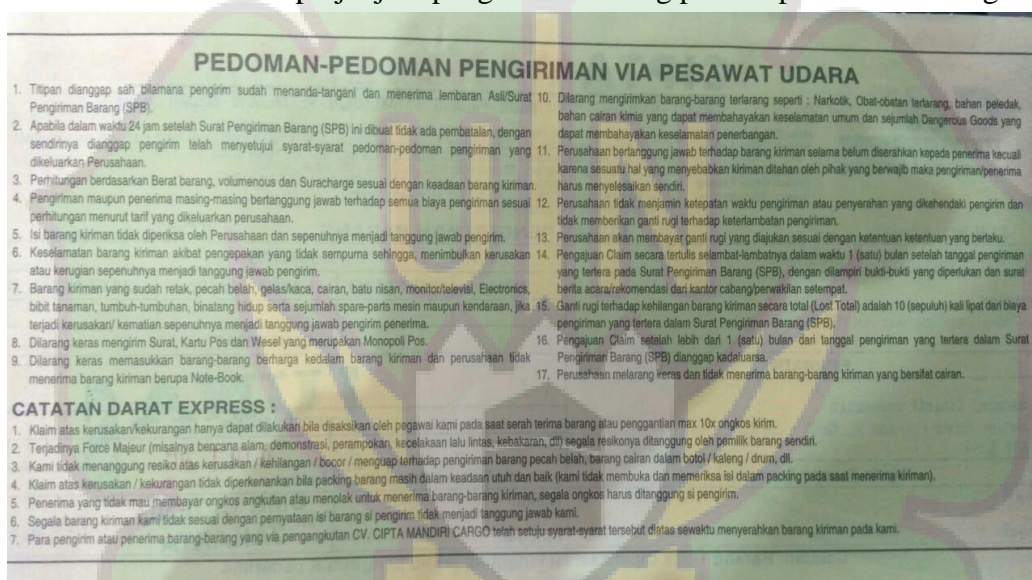 PEDOMAN-PEDOMAN PENGIRIMAN VIA PESAWAT UDARA
1. Titipan dianggap sah bilamana pengirim sudah menanda-tangani dan menerima lembaran Asli/Surat
Pengiriman Barang (SPB).
2. Apabila dalam waktu 24 jam setelah Surat Pengiriman Barang (SPB) ini dibuat tidak ada pembatalan, dengan
sendirinya dianggap pengirim telah menyetujui syarat-syarat pedoman-pedoman pengiriman yang
dikeluarkan Perusahaan.
3. Perhitungan berdasarkan Berat barang, volumenous dan Suracharge sesuai dengan keadaan barang kiriman.
4. Pengiriman maupun penerima masing-masing bertanggung jawab terhadap semua biaya pengiriman sesuai
perhitungan menurut tarif yang dikeluarkan perusahaan.
5. Isi barang kiriman tidak diperiksa oleh Perusahaan dan sepenuhnya menjadi tanggung jawab pengirim.
6. Keselamatan barang kiriman akibat pengepakan yang tidak sempurna sehingga, menimbulkan kerusakan
atau kerugian sepenuhnya menjadi tanggung jawab pengirim.
7. Barang kiriman yang sudah retak, pecah belah, gelas/kaca, cairan, batu nisan, monitor/televisi, Electronics,
bibit tanaman, tumbuh-tumbuhan, binatang hidup serta sejumlah spare-parts mesin maupun kendaraan, jika
terjadi kerusakan/ kematian sepenuhnya menjadi tanggung jawab pengirim penerima.
8. Dilarang keras mengirim Surat, Kartu Pos dan Wesel yang merupakan Monopoli Pos.
9. Dilarang keras memasukkan barang-barang berharga kedalam barang kiriman dan perusahaan tidak
menerima barang kiriman berupa Note-Book.
10. Dilarang mengirimkan barang-barang terlarang seperti : Narkotik, Obat-obatan terlarang, bahan peledak,
bahan cairan kimia yang dapat membahayakan keselamatan umum dan sejumlah Dangerous Goods yang
dapat membahayakan keselamatan penerbangan.
11. Perusahaan bertanggung jawab terhadap barang kiriman selama belum diserahkan kepada penerima kecuali
karena sesuatu hal yang menyebabkan kiriman ditahan oleh pihak yang berwajib maka pengiriman/penerima
harus menyelesaikan sendiri.
12. Perusahaan tidak menjamin ketepatan waktu pengiriman atau penyerahan yang dikehendaki pengirim dan
tidak memberikan ganti rugi terhadap keterlambatan pengiriman.
13. Perusahaan akan membayar ganti rugi yang diajukan sesuai dengan ketentuan ketentuan yang berlaku.
14. Pengajuan Claim secara tertulis selambat-lambatnya dalam waktu 1 (satu) bulan setelah tanggal pengiriman
yang tertera pada Surat Pengiriman Barang (SPB), dengan dilampiri bukti-bukti yang diperlukan dan surat
berita acara/rekomendasi dari kantor cabang/perwakilan setempat.
15. Ganti rugi terhadap kehilangan barang kiriman secara total (Lost Total) adalah 10 (sepuluh) kali lipat dari biaya
pengiriman yang tertera dalam Surat Pengiriman Barang (SPB).
16. Pengajuan Claim setelah lebih dari 1 (satu) bulan dari tanggal pengiriman yang tertera dalam Surat
Pengiriman Barang (SPB) dianggap kadaluarsa.
17. Perusahaan melarang keras dan tidak menerima barang-barang kiriman yang bersifat cairan.
CATATAN DARAT EXPRESS :
1. Klaim atas kerusakan/kekurangan hanya dapat dilakukan bila disaksikan oleh pegawai kami pada saat serah terima barang atau penggantian max 10x ongkos kirim.
2. Terjadinya Force Majeur (misalnya bencana alam, demonstrasi, perampokan, kecelakaan lalu lintas, kebakaran, dll) segala resikonya ditanggung oleh pemilik barang sendiri.
3. Kami tidak menanggung resiko atas kerusakan / kehilangan / bocor / menguap terhadap pengiriman barang pecah belah, barang cairan dalam botol / kaleng / drum, dll.
4. Klaim atas kerusakan / kekurangan tidak diperkenankan bila packing barang masih dalam keadaan utuh dan baik (kami tidak membuka dan memeriksa isi dalam packing pada saat menerima kiriman).
5. Penerima yang tidak mau membayar ongkos angkutan atau menolak untuk menerima barang-barang kiriman, segala ongkos harus ditanggung si pengirim.
6. Segala barang kiriman kami tidak sesuai dengan pernyataan isi barang si pengirim tidak menjadi tanggung jawab kami.
7. Para pengirim atau penerima barang-barang yang via pengangkutan CV. CIPTA MANDIRI CARGO telah setuju syarat-syarat tersebut diatas sewaktu menyerahkan barang kiriman pada kami.